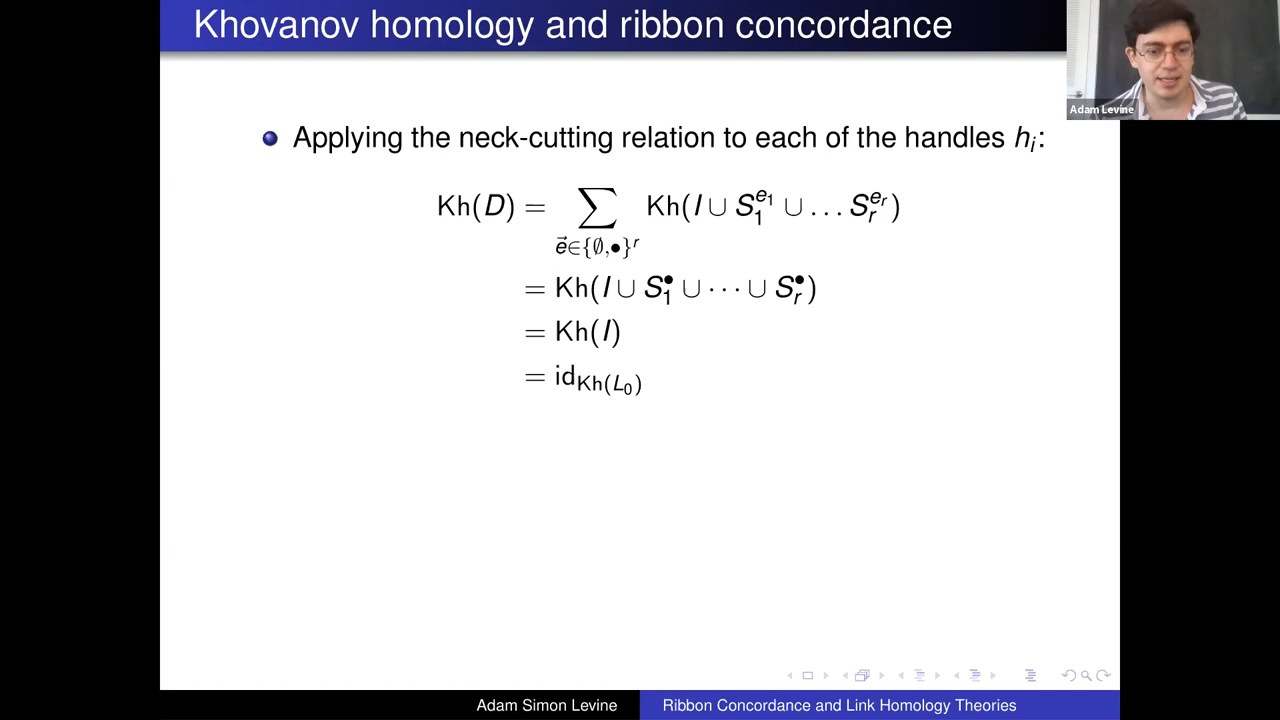 Khovanov homology and ribbon concordance
Adam Levine
Applying the neck-cutting relation to each of the handles hᵢ:
Kh(D) = ∑_{e⃗∈{∅,•}^r} Kh(I ∪ S₁^{e₁} ∪ … S_r^{e_r})
= Kh(I ∪ S₁^• ∪ ⋯ ∪ S_r^•)
= Kh(I)
= id_{Kh(L₀)}
Adam Simon Levine
Ribbon Concordance and Link Homology Theories